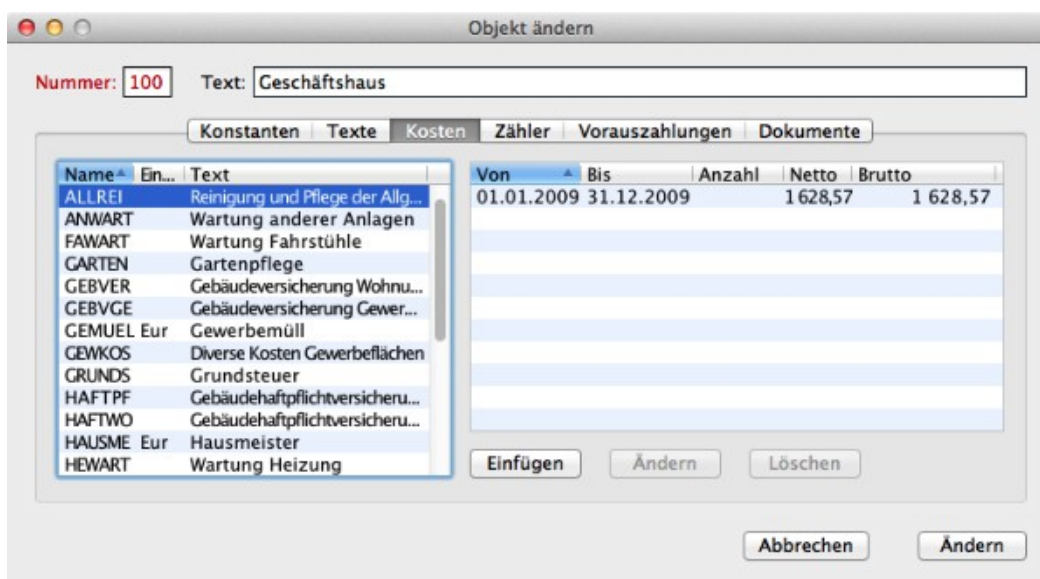 Objekt ändern
Nummer: 100 Text: Geschäftshaus
Konstanten Texte Kosten Zähler Vorauszahlungen Dokumente
Name Ein... Text
ALLREI Reinigung und Pflege der Allg...
ANWART Wartung anderer Anlagen
FAWART Wartung Fahrstühle
GARTEN Gartenpflege
GEBVER Gebäudeversicherung Wohnu...
GEBVGE Gebäudeversicherung Gewer...
GEMUEL Eur Gewerbemüll
GEWKOS Diverse Kosten Gewerbeflächen
GRUNDS Grundsteuer
HAFTPF Gebäudehaftpflichtversicheru...
HAFTWO Gebäudehaftpflichtversicheru...
HAUSME Eur Hausmeister
HEWART Wartung Heizung
Von Bis Anzahl Netto Brutto
01.01.2009 31.12.2009 1 628,57 1 628,57
Einfügen Ändern Löschen
Abbrechen Ändern